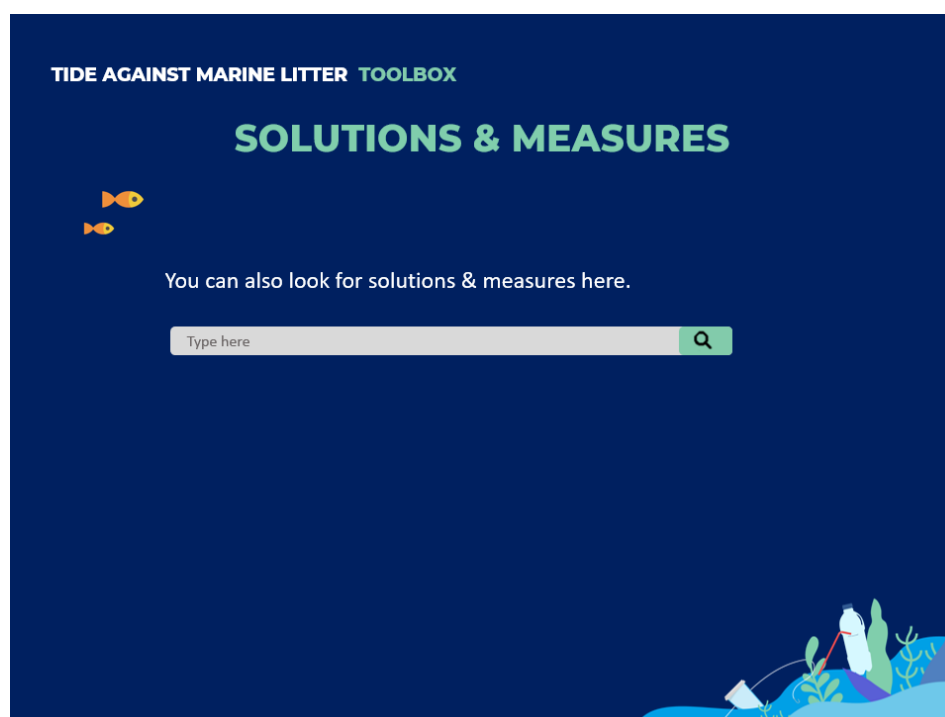 TIDE AGAINST MARINE LITTER TOOLBOX
SOLUTIONS & MEASURES
You can also look for solutions & measures here.
Type here